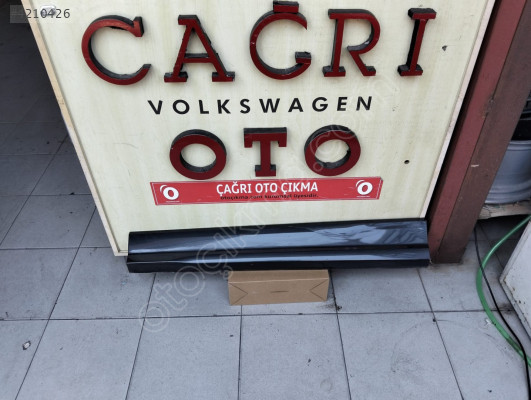 210426
ÇAĞRI
VOLKSWAGEN
OTO
ÇAĞRI OTO ÇIKMA